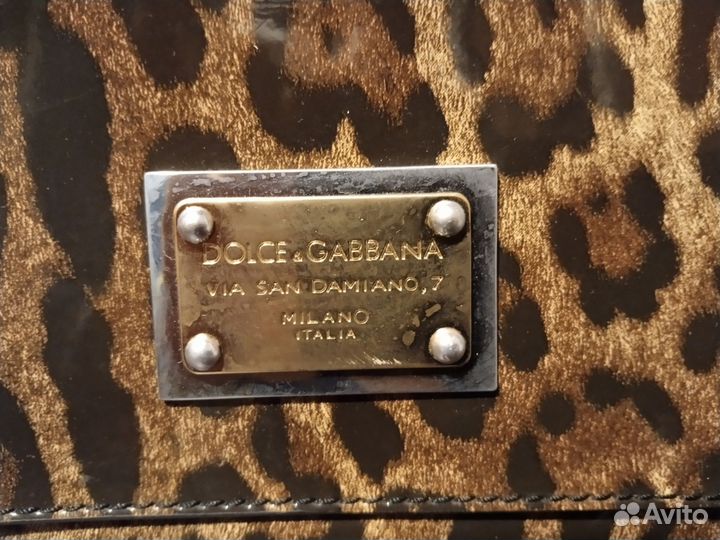 DOLCE&GABBANA
VIA SAN DAMIANO,7
MILANO
ITALIA
Avito